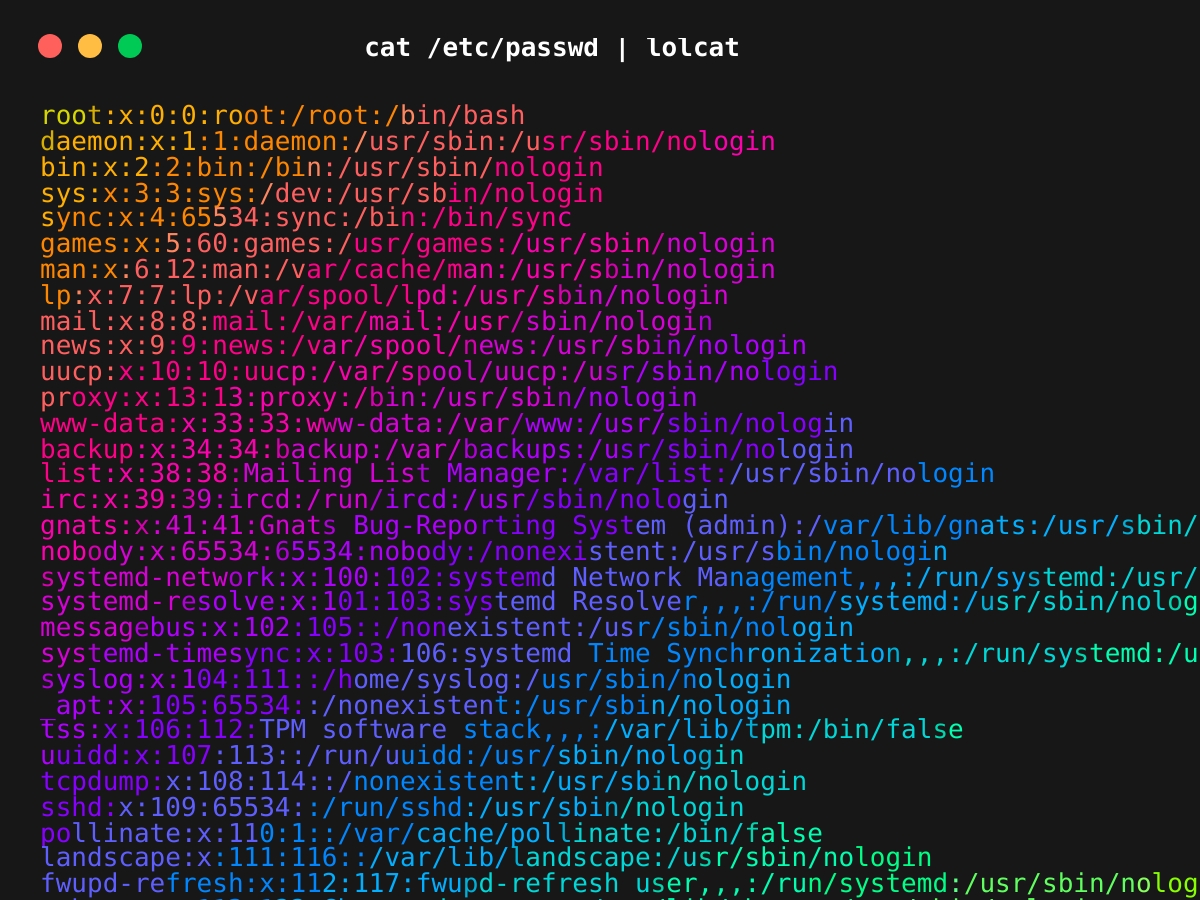 cat /etc/passwd | lolcat
root:x:0:0:root:/root:/bin/bash
daemon:x:1:1:daemon:/usr/sbin:/usr/sbin/nologin
bin:x:2:2:bin:/bin:/usr/sbin/nologin
sys:x:3:3:sys:/dev:/usr/sbin/nologin
sync:x:4:65534:sync:/bin:/bin/sync
games:x:5:60:games:/usr/games:/usr/sbin/nologin
man:x:6:12:man:/var/cache/man:/usr/sbin/nologin
lp:x:7:7:lp:/var/spool/lpd:/usr/sbin/nologin
mail:x:8:8:mail:/var/mail:/usr/sbin/nologin
news:x:9:9:news:/var/spool/news:/usr/sbin/nologin
uucp:x:10:10:uucp:/var/spool/uucp:/usr/sbin/nologin
proxy:x:13:13:proxy:/bin:/usr/sbin/nologin
www-data:x:33:33:www-data:/var/www:/usr/sbin/nologin
backup:x:34:34:backup:/var/backups:/usr/sbin/nologin
list:x:38:38:Mailing List Manager:/var/list:/usr/sbin/nologin
irc:x:39:39:ircd:/run/ircd:/usr/sbin/nologin
gnats:x:41:41:Gnats Bug-Reporting System (admin):/var/lib/gnats:/usr/sbin/
nobody:x:65534:65534:nobody:/nonexistent:/usr/sbin/nologin
systemd-network:x:100:102:systemd Network Management,,,:/run/systemd:/usr/
systemd-resolve:x:101:103:systemd Resolver,,,:/run/systemd:/usr/sbin/nolog
messagebus:x:102:105::/nonexistent:/usr/sbin/nologin
systemd-timesync:x:103:106:systemd Time Synchronization,,,:/run/systemd:/u
syslog:x:104:111::/home/syslog:/usr/sbin/nologin
_apt:x:105:65534::/nonexistent:/usr/sbin/nologin
tss:x:106:112:TPM software stack,,,:/var/lib/tpm:/bin/false
uuidd:x:107:113::/run/uuidd:/usr/sbin/nologin
tcpdump:x:108:114::/nonexistent:/usr/sbin/nologin
sshd:x:109:65534::/run/sshd:/usr/sbin/nologin
pollinate:x:110:1::/var/cache/pollinate:/bin/false
landscape:x:111:116::/var/lib/landscape:/usr/sbin/nologin
fwupd-refresh:x:112:117:fwupd-refresh user,,,:/run/systemd:/usr/sbin/nolog